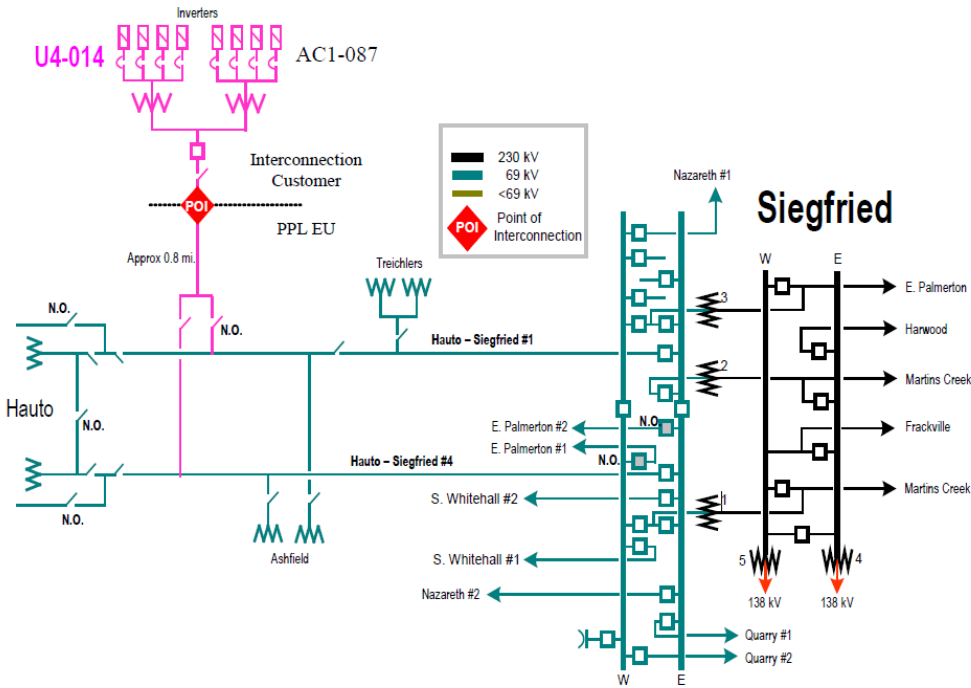 Inverters
U4-014
AC1-087
Interconnection
Customer
POI
PPL EU
Approx 0.8 mi.
230 kV
69 kV
<69 kV
POI
Point of
Interconnection
Nazareth #1
Siegfried
W
E
E. Palmerton
Harwood
Martins Creek
Frackville
Martins Creek
3
2
1
5
4
138 kV
138 kV
Treichlers
N.O.
N.O.
Hauto – Siegfried #1
Hauto
N.O.
E. Palmerton #2
N.O.
E. Palmerton #1
N.O.
Hauto – Siegfried #4
S. Whitehall #2
N.O.
Ashfield
S. Whitehall #1
Nazareth #2
Quarry #1
Quarry #2
W
E